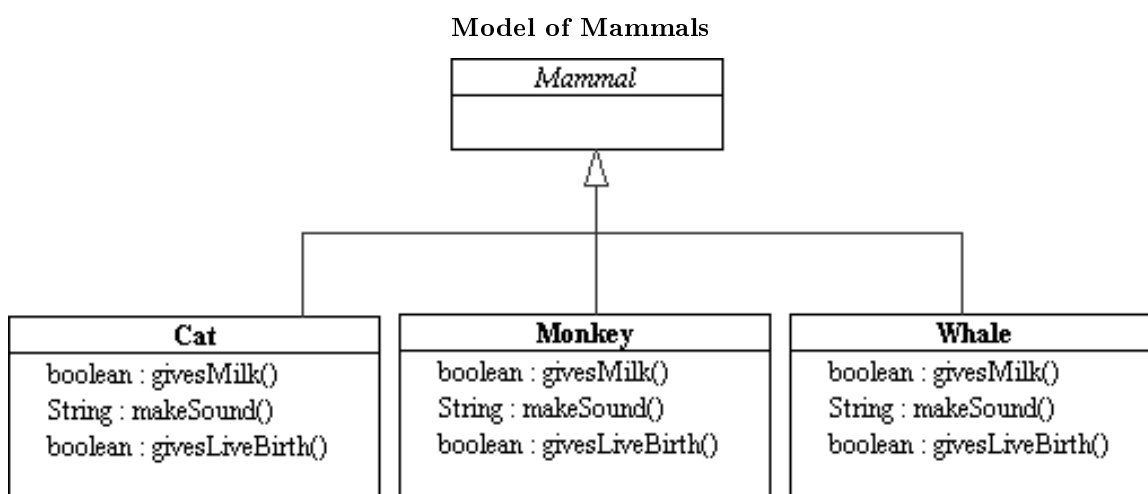 Model of Mammals
Mammal
Cat
boolean : givesMilk()
String : makeSound()
boolean : givesLiveBirth()
Monkey
boolean : givesMilk()
String : makeSound()
boolean : givesLiveBirth()
Whale
boolean : givesMilk()
String : makeSound()
boolean : givesLiveBirth()